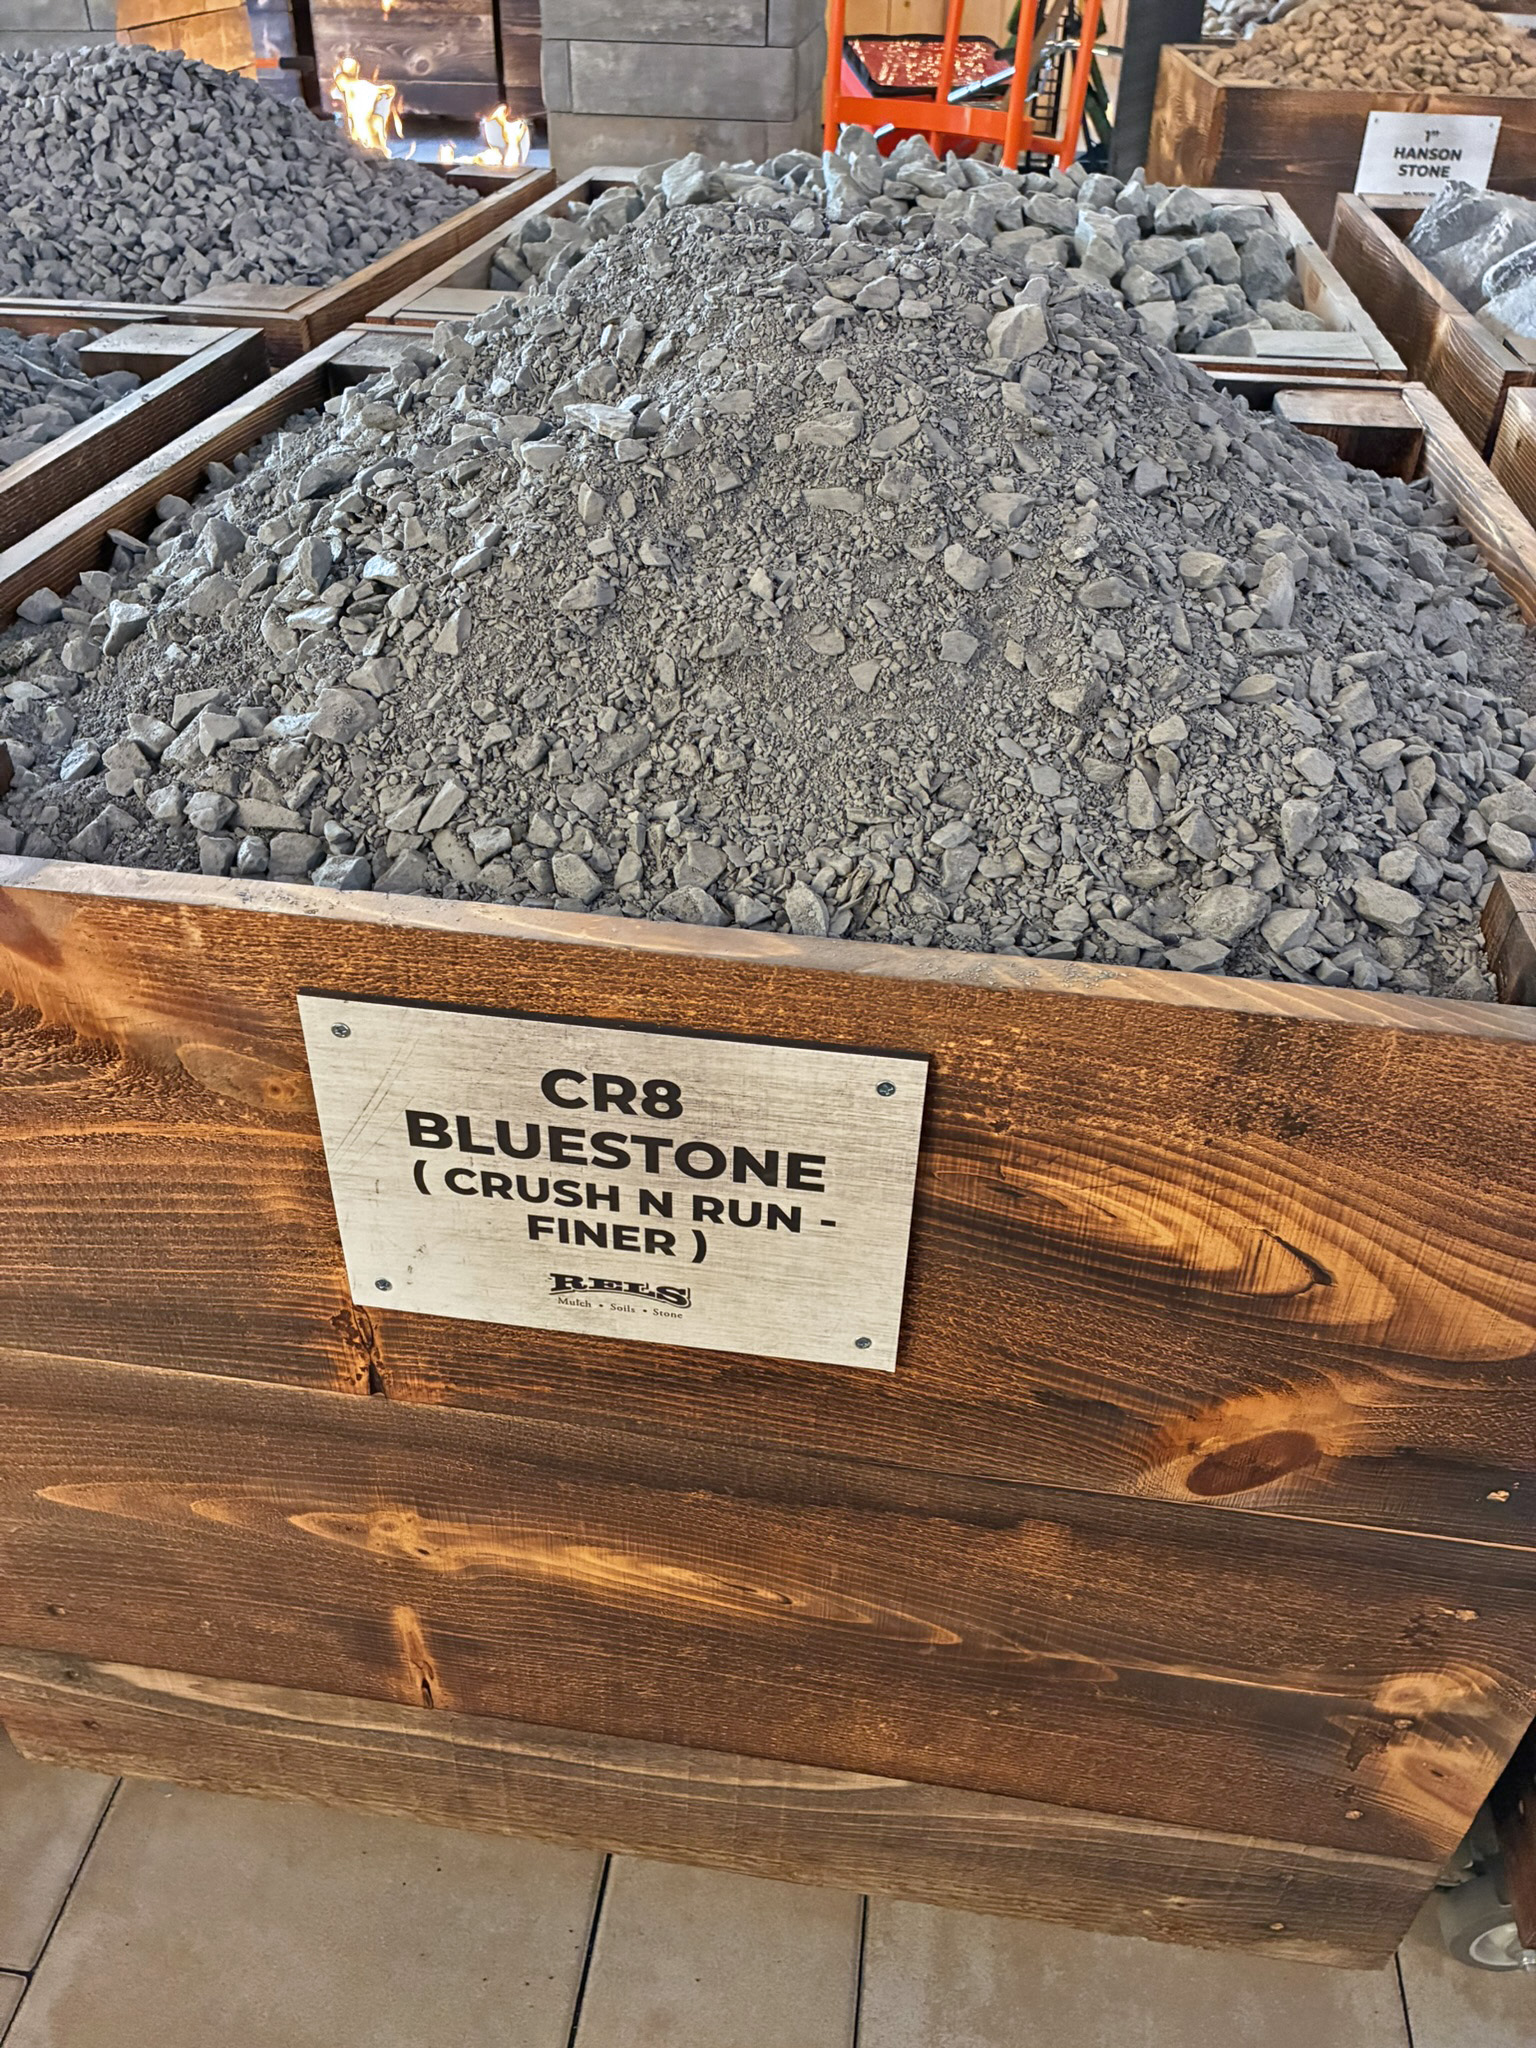 1"
HANSON
STONE
CR8
BLUESTONE
( CRUSH N RUN -
FINER )
RELS
Mulch • Soils • Stone